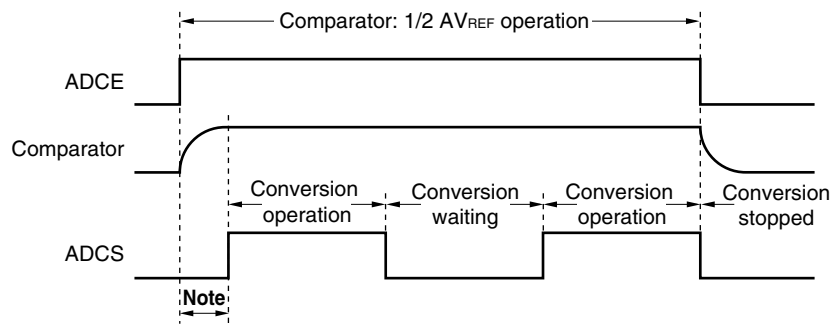 Comparator: 1/2 AVREF operation
ADCE
Comparator
Conversion operation
Conversion waiting
Conversion operation
Conversion stopped
ADCS
Note